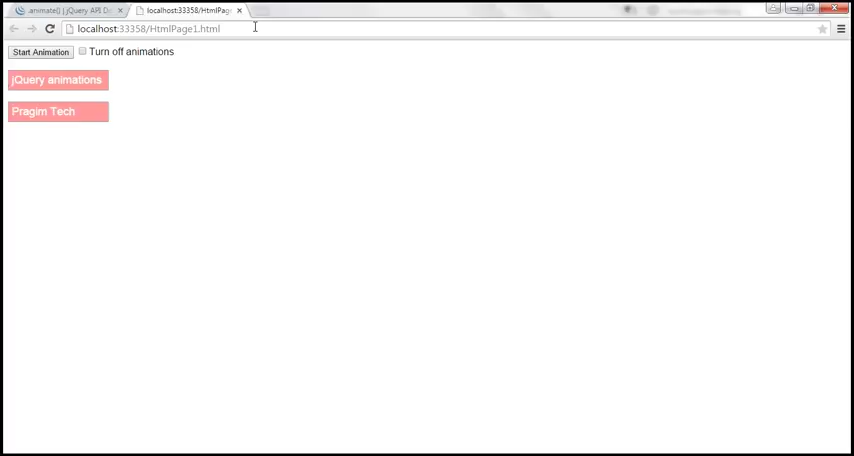 .animate() | jQuery API Do
localhost:33358/HtmlPage
localhost:33358/HtmlPage1.html
Start Animation
Turn off animations
jQuery animations
Pragim Tech